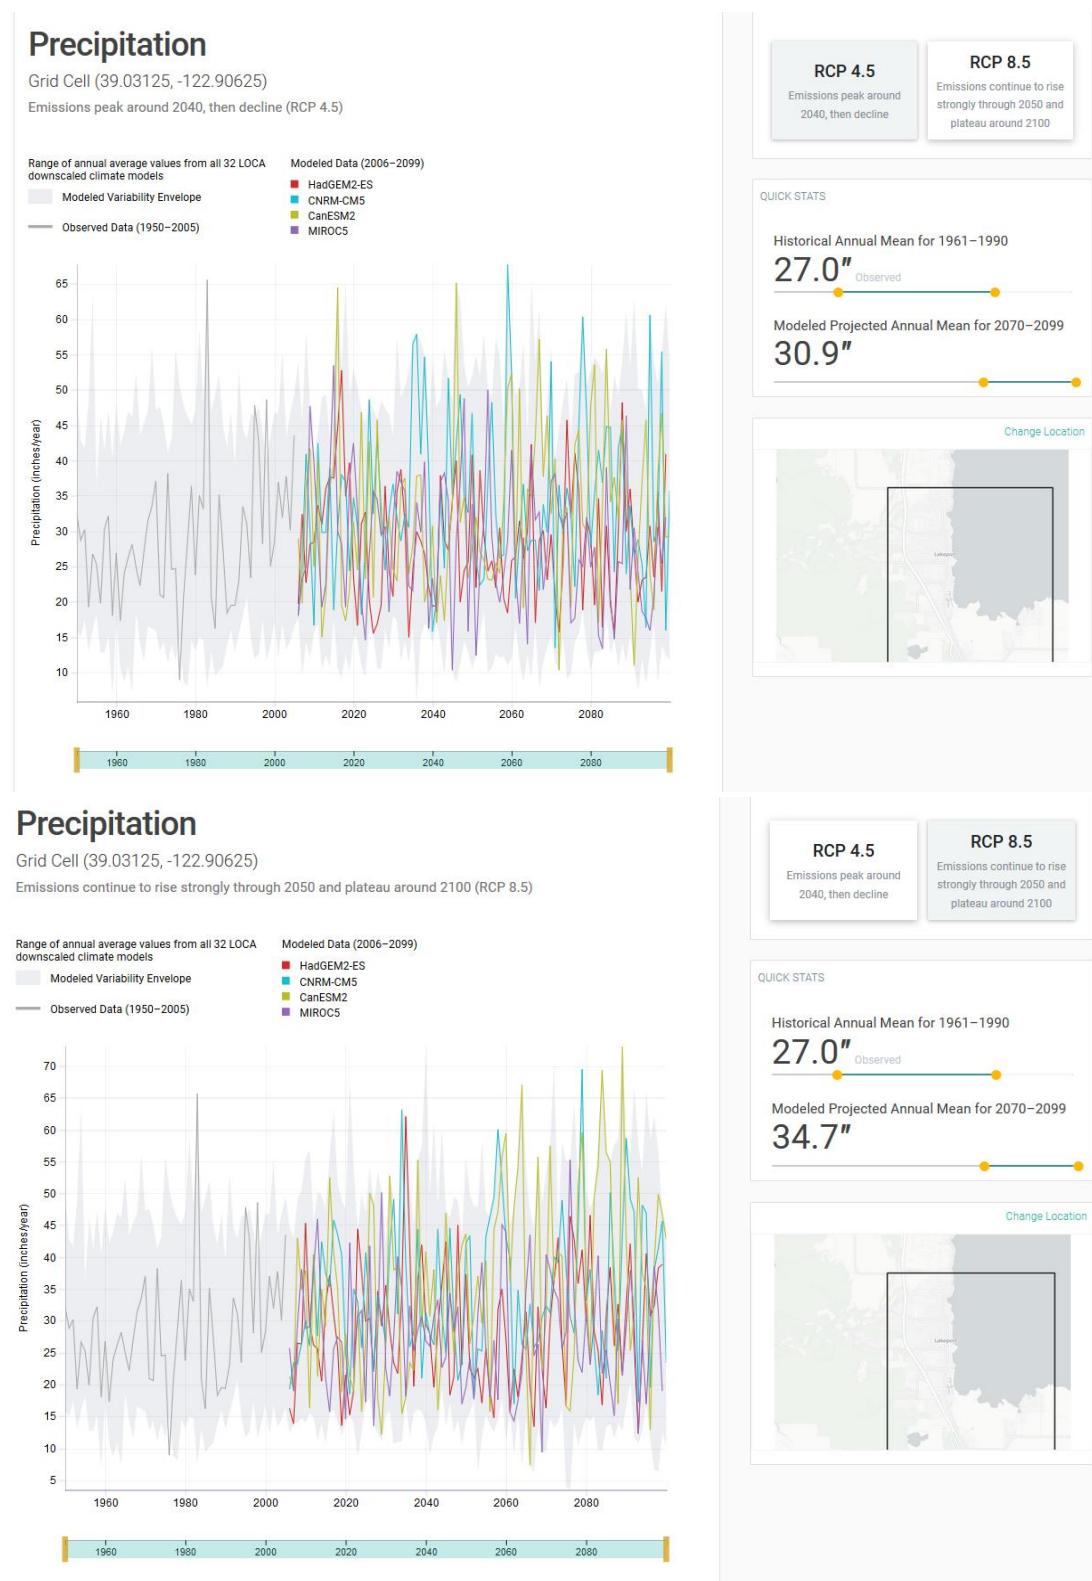 Precipitation
Grid Cell (39.03125, -122.90625)
Emissions peak around 2040, then decline (RCP 4.5)
Range of annual average values from all 32 LOCA
downscaled climate models
Modeled Variability Envelope
Observed Data (1950–2005)
Modeled Data (2006–2099)
HadGEM2-ES
CNRM-CM5
CanESM2
MIROC5
Precipitation (inches/year)
65
60
55
50
45
40
35
30
25
20
15
10
1960 1980 2000 2020 2040 2060 2080
1960 1980 2000 2020 2040 2060 2080
RCP 4.5
Emissions peak around
2040, then decline
RCP 8.5
Emissions continue to rise
strongly through 2050 and
plateau around 2100
QUICK STATS
Historical Annual Mean for 1961–1990
27.0″ Observed
Modeled Projected Annual Mean for 2070–2099
30.9″
Change Location
Lakeport
Precipitation
Grid Cell (39.03125, -122.90625)
Emissions continue to rise strongly through 2050 and plateau around 2100 (RCP 8.5)
Range of annual average values from all 32 LOCA
downscaled climate models
Modeled Variability Envelope
Observed Data (1950–2005)
Modeled Data (2006–2099)
HadGEM2-ES
CNRM-CM5
CanESM2
MIROC5
Precipitation (inches/year)
70
65
60
55
50
45
40
35
30
25
20
15
10
5
1960 1980 2000 2020 2040 2060 2080
1960 1980 2000 2020 2040 2060 2080
RCP 4.5
Emissions peak around
2040, then decline
RCP 8.5
Emissions continue to rise
strongly through 2050 and
plateau around 2100
QUICK STATS
Historical Annual Mean for 1961–1990
27.0″ Observed
Modeled Projected Annual Mean for 2070–2099
34.7″
Change Location
Lakeport